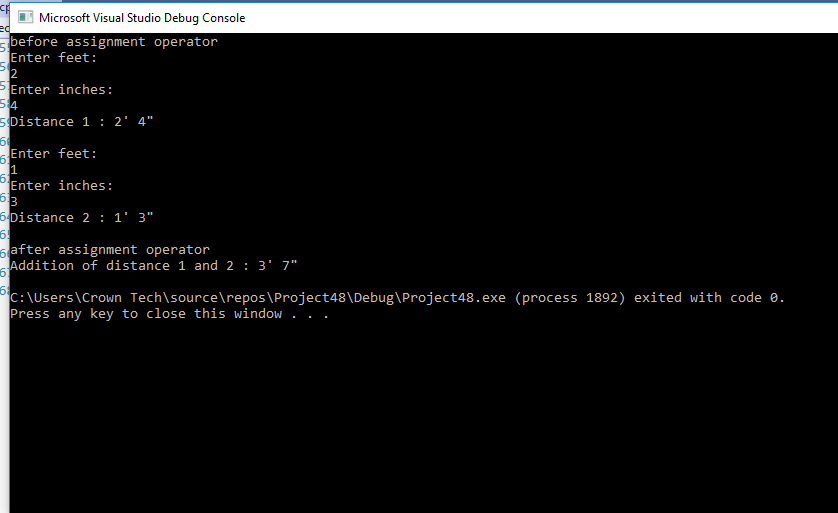 Microsoft Visual Studio Debug Console
before assignment operator
Enter feet:
2
Enter inches:
4
Distance 1 : 2' 4"
Enter feet:
1
Enter inches:
3
Distance 2 : 1' 3"
after assignment operator
Addition of distance 1 and 2 : 3' 7"
C:\Users\Crown Tech\source\repos\Project48\Debug\Project48.exe (process 1892) exited with code 0.
Press any key to close this window . . .